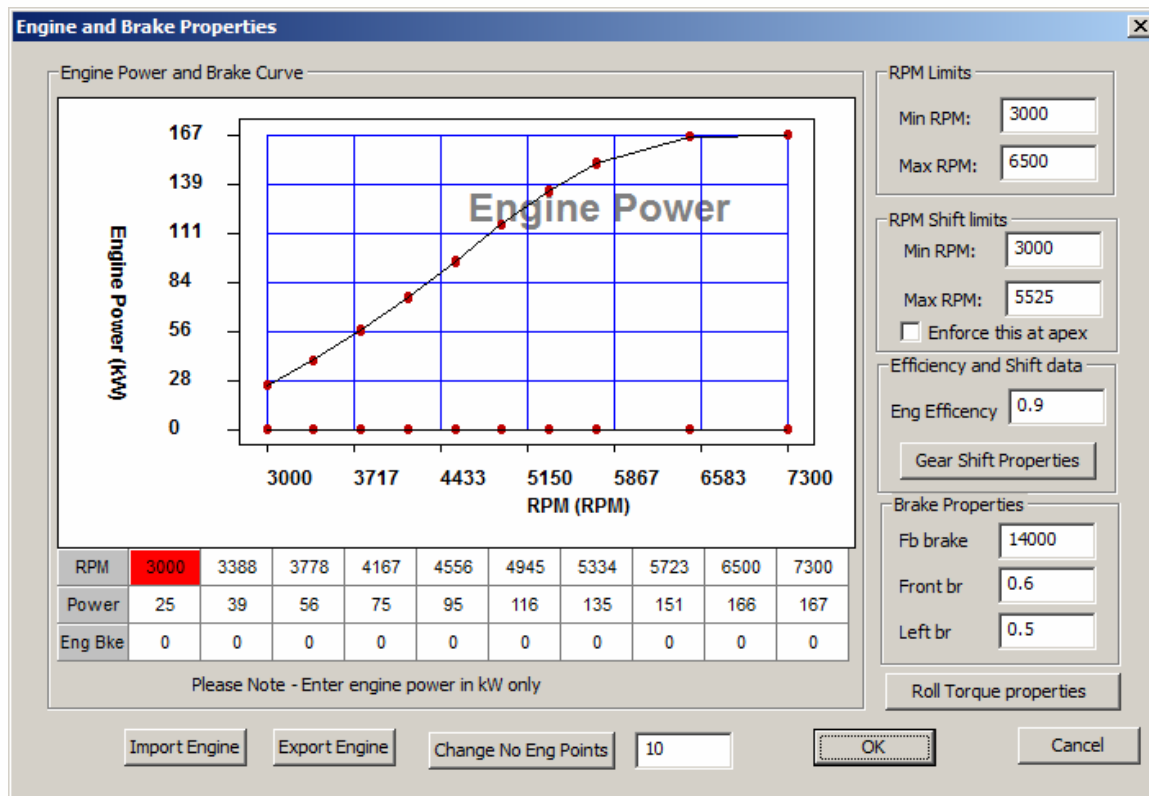 Engine and Brake Properties
Engine Power and Brake Curve
Engine Power (kW)
167
139
111
84
56
28
0
Engine Power
3000 3717 4433 5150 5867 6583 7300
RPM (RPM)
RPM 3000 3388 3778 4167 4556 4945 5334 5723 6500 7300
Power 25 39 56 75 95 116 135 151 166 167
Eng Bke 0 0 0 0 0 0 0 0 0 0
Please Note - Enter engine power in kW only
RPM Limits
Min RPM: 3000
Max RPM: 6500
RPM Shift limits
Min RPM: 3000
Max RPM: 5525
Enforce this at apex
Efficiency and Shift data
Eng Efficency 0.9
Gear Shift Properties
Brake Properties
Fb brake 14000
Front br 0.6
Left br 0.5
Roll Torque properties
Import Engine Export Engine Change No Eng Points 10 OK Cancel